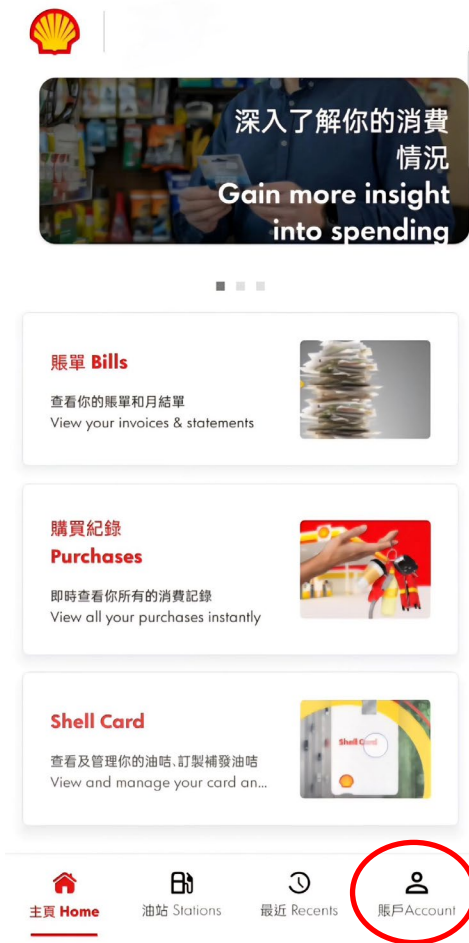 深入了解你的消費
情況
Gain more insight
into spending
賬單 Bills
查看你的賬單和月結單
View your invoices & statements
購買紀錄
Purchases
即時查看你所有的消費記錄
View all your purchases instantly
Shell Card
查看及管理你的油咭﹑訂製補發油咭
View and manage your card an...
Shell Card
主頁 Home
油站 Stations
最近 Recents
賬戶Account